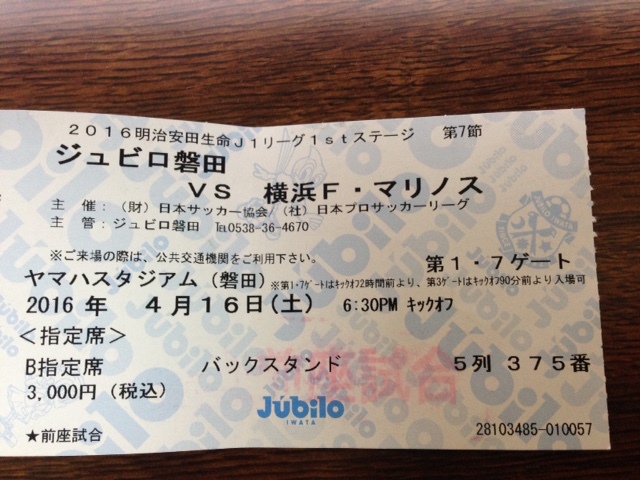 2016明治安田生命J1リーグ1stステージ 第7節
ジュビロ磐田
VS 横浜F・マリノス
主 催: (財)日本サッカー協会/(社)日本プロサッカーリーグ
主 管: ジュビロ磐田 ℡0538-36-4670
※ご来場の際は、公共交通機関をご利用下さい。
第1・7ゲート
ヤマハスタジアム(磐田) ※第1・7ゲートはキックオフ2時間前より、第3ゲートはキックオフ90分前より入場可
2016 年 4月16日(土) 6:30PM キックオフ
<指定席>
B指定席 バックスタンド 5列 375番
3,000円(税込)
前座試合
Júbilo
IWATA
★前座試合
28103485-010057